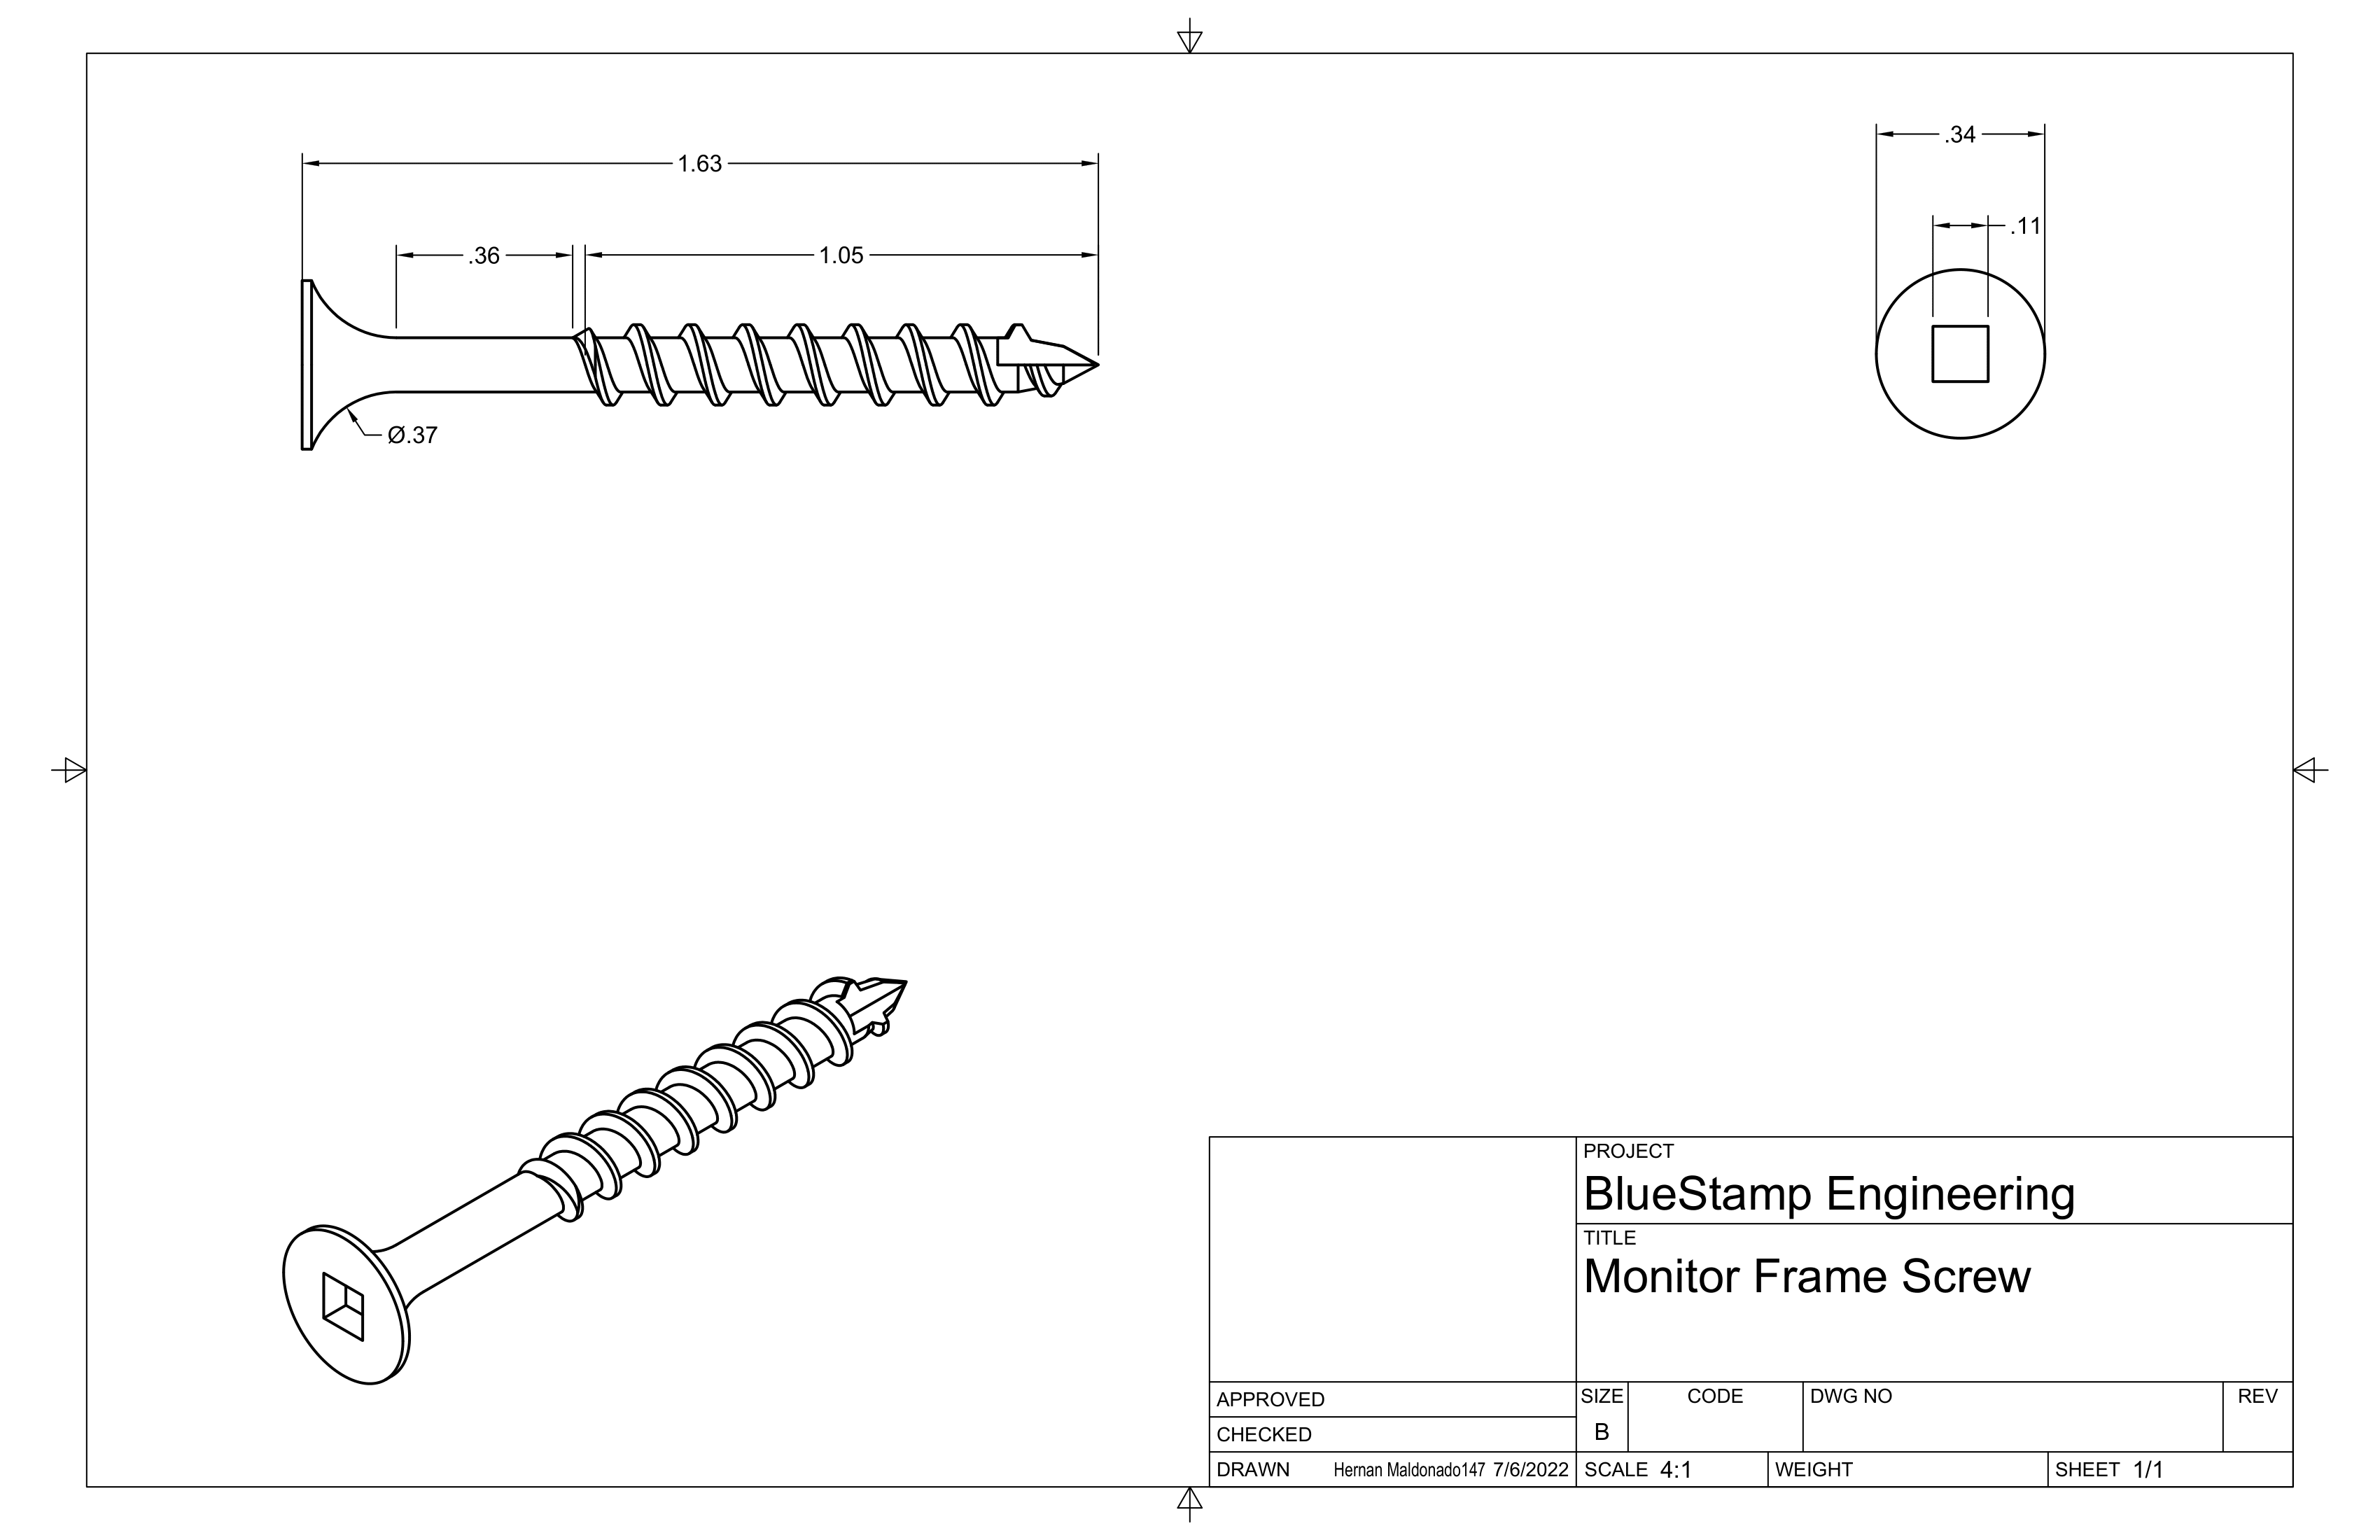 1.63
.36
1.05
Ø.37
.34
.11
PROJECT
BlueStamp Engineering
TITLE
Monitor Frame Screw
APPROVED
CHECKED
DRAWN Hernan Maldonado147 7/6/2022
SIZE CODE DWG NO REV
B
SCALE 4:1 WEIGHT SHEET 1/1